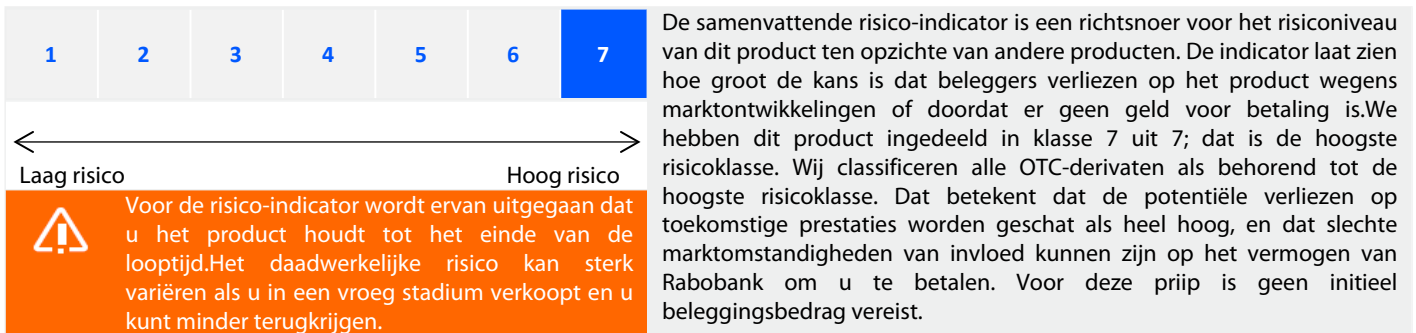 1 2 3 4 5 6 7
Laag risico Hoog risico
Voor de risico-indicator wordt ervan uitgegaan dat
u het product houdt tot het einde van de
looptijd.Het daadwerkelijke risico kan sterk
variëren als u in een vroeg stadium verkoopt en u
kunt minder terugkrijgen.
De samenvattende risico-indicator is een richtsnoer voor het risiconiveau
van dit product ten opzichte van andere producten. De indicator laat zien
hoe groot de kans is dat beleggers verliezen op het product wegens
marktontwikkelingen of doordat er geen geld voor betaling is.We
hebben dit product ingedeeld in klasse 7 uit 7; dat is de hoogste
risicoklasse. Wij classificeren alle OTC-derivaten als behorend tot de
hoogste risicoklasse. Dat betekent dat de potentiële verliezen op
toekomstige prestaties worden geschat als heel hoog, en dat slechte
marktomstandigheden van invloed kunnen zijn op het vermogen van
Rabobank om u te betalen. Voor deze priip is geen initieel
beleggingsbedrag vereist.